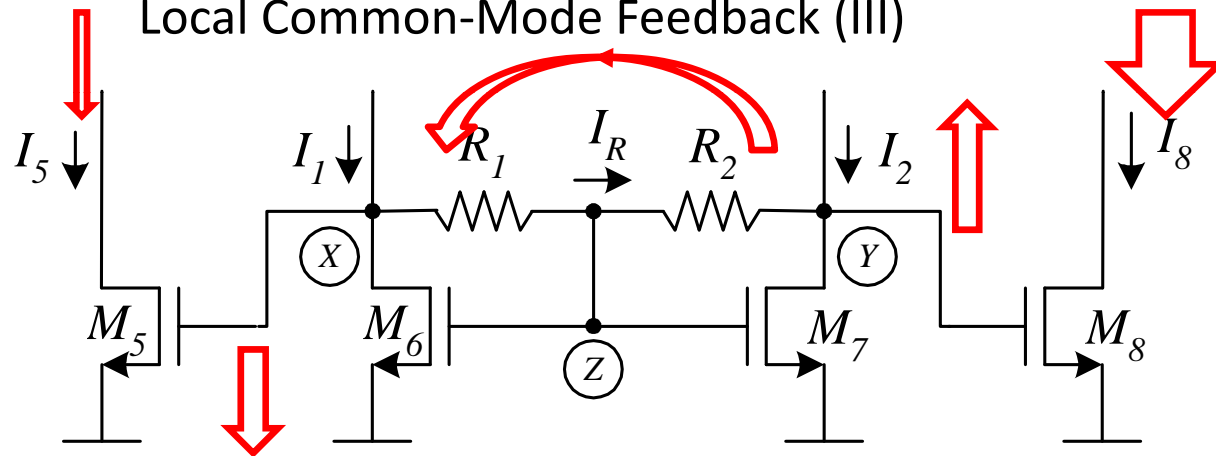 Local Common-Mode Feedback (III)
I5 I1 R1 IR R2 I2 I8
X Y
M5 M6 M7 M8
Z